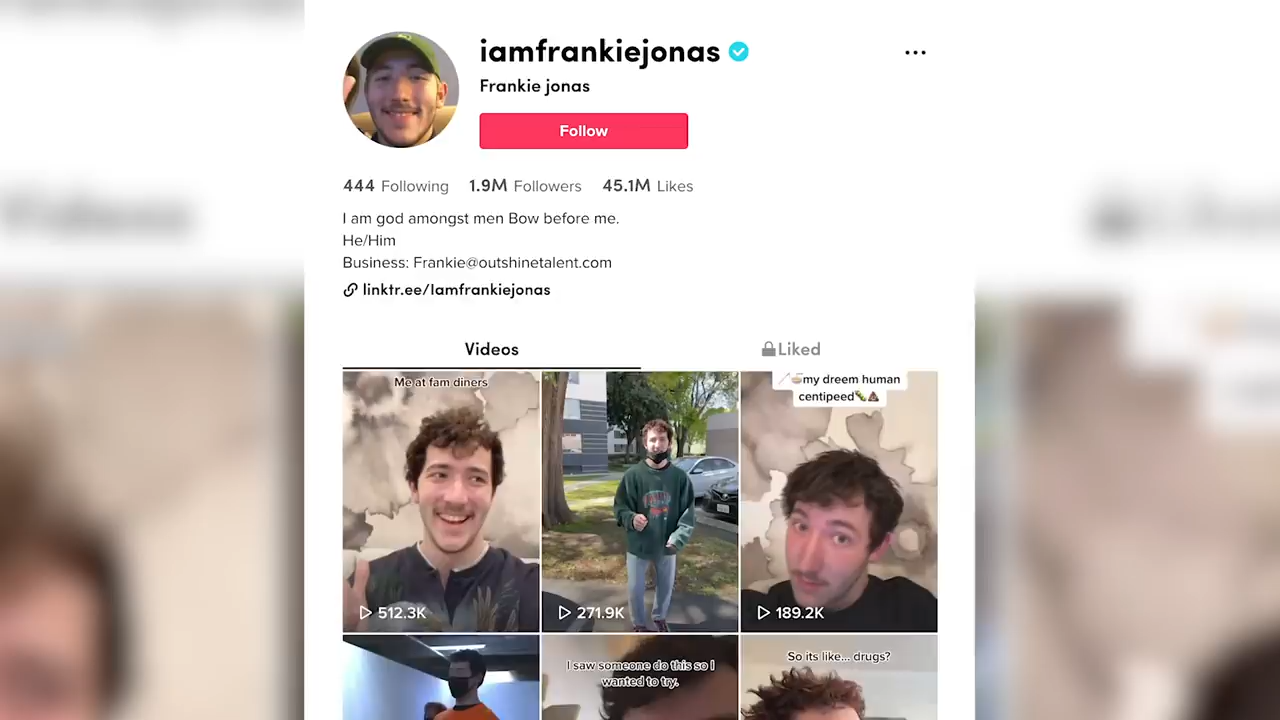 iamfrankiejonas
Frankie jonas
Follow
444 Following 1.9M Followers 45.1M Likes
I am god amongst men Bow before me.
He/Him
Business: Frankie@outshinetalent.com
linktr.ee/Iamfrankiejonas
Videos
Liked
Me at fam diners
my dreem human
centipeed
512.3K
271.9K
189.2K
I saw someone do this so I
wanted to try.
So its like... drugs?
Videos